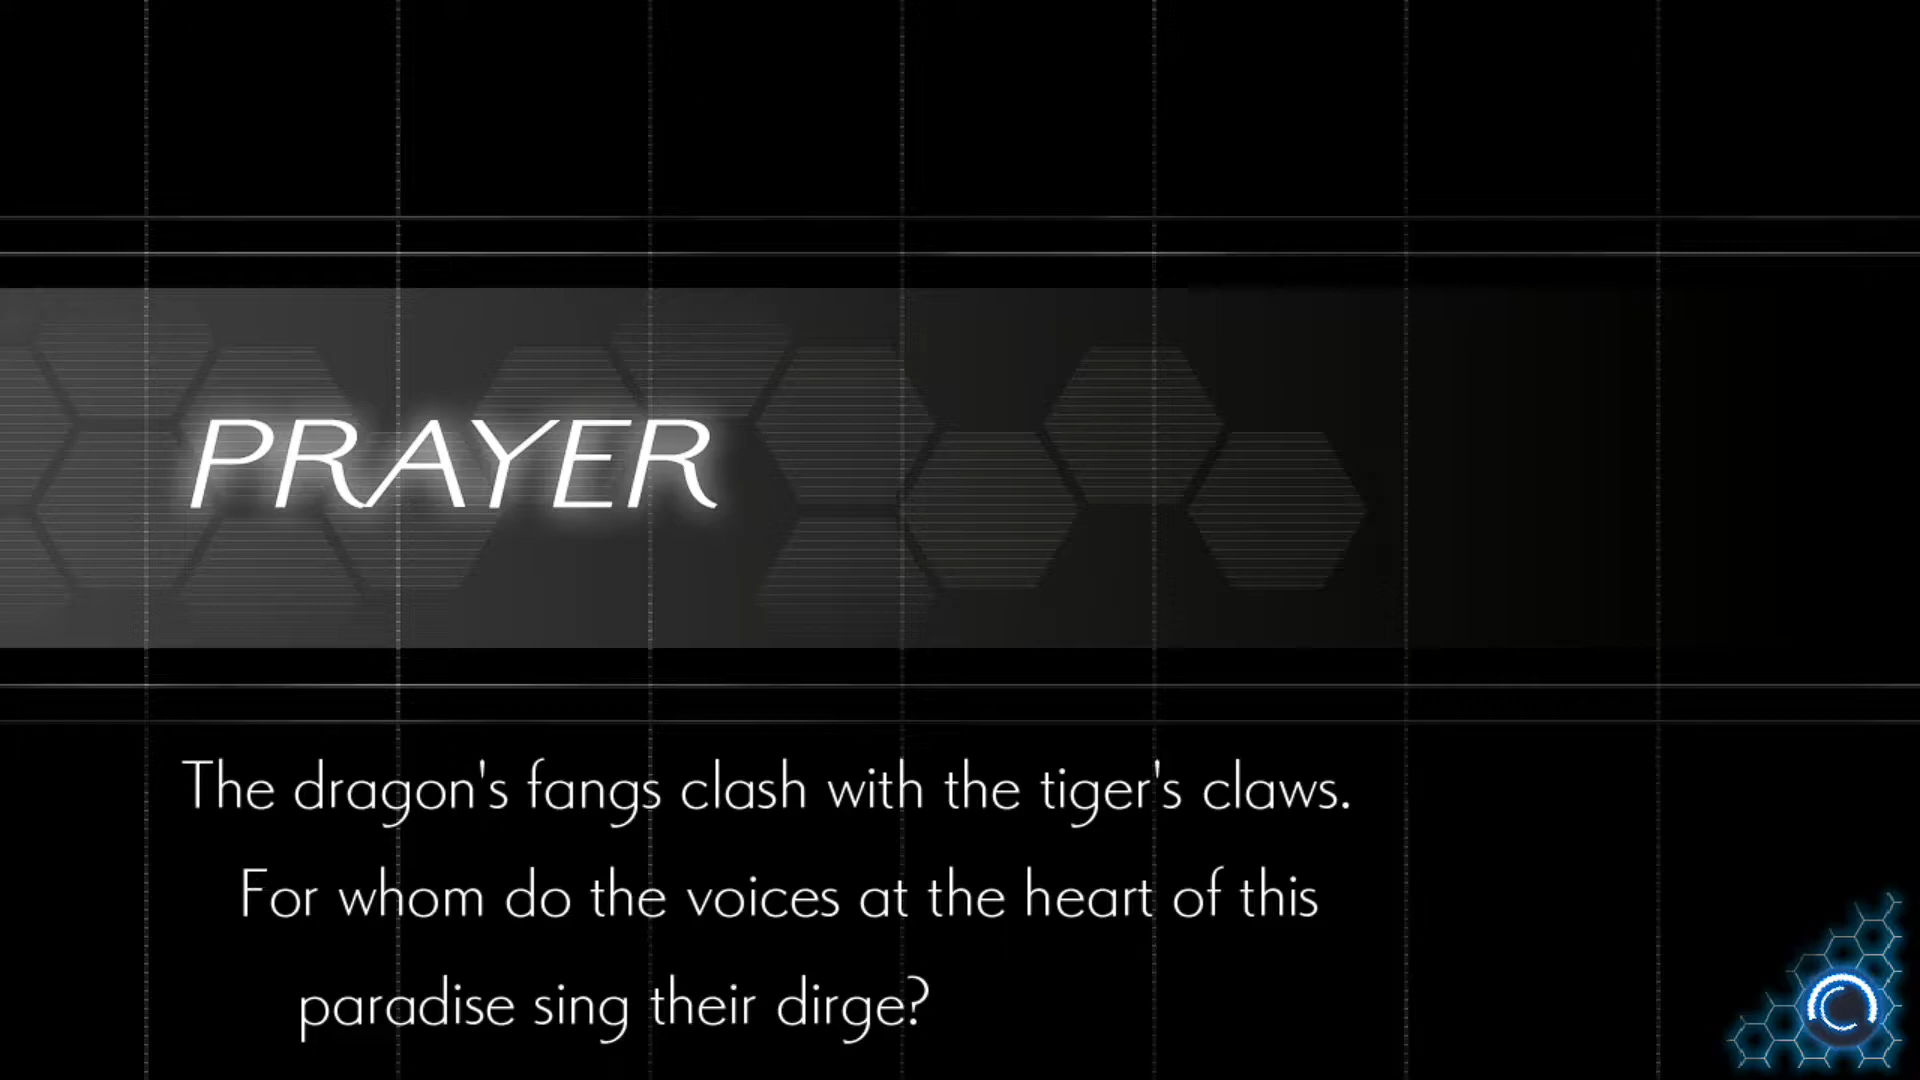 PRAYER
The dragon's fangs clash with the tiger's claws.
For whom do the voices at the heart of this
paradise sing their dirge?